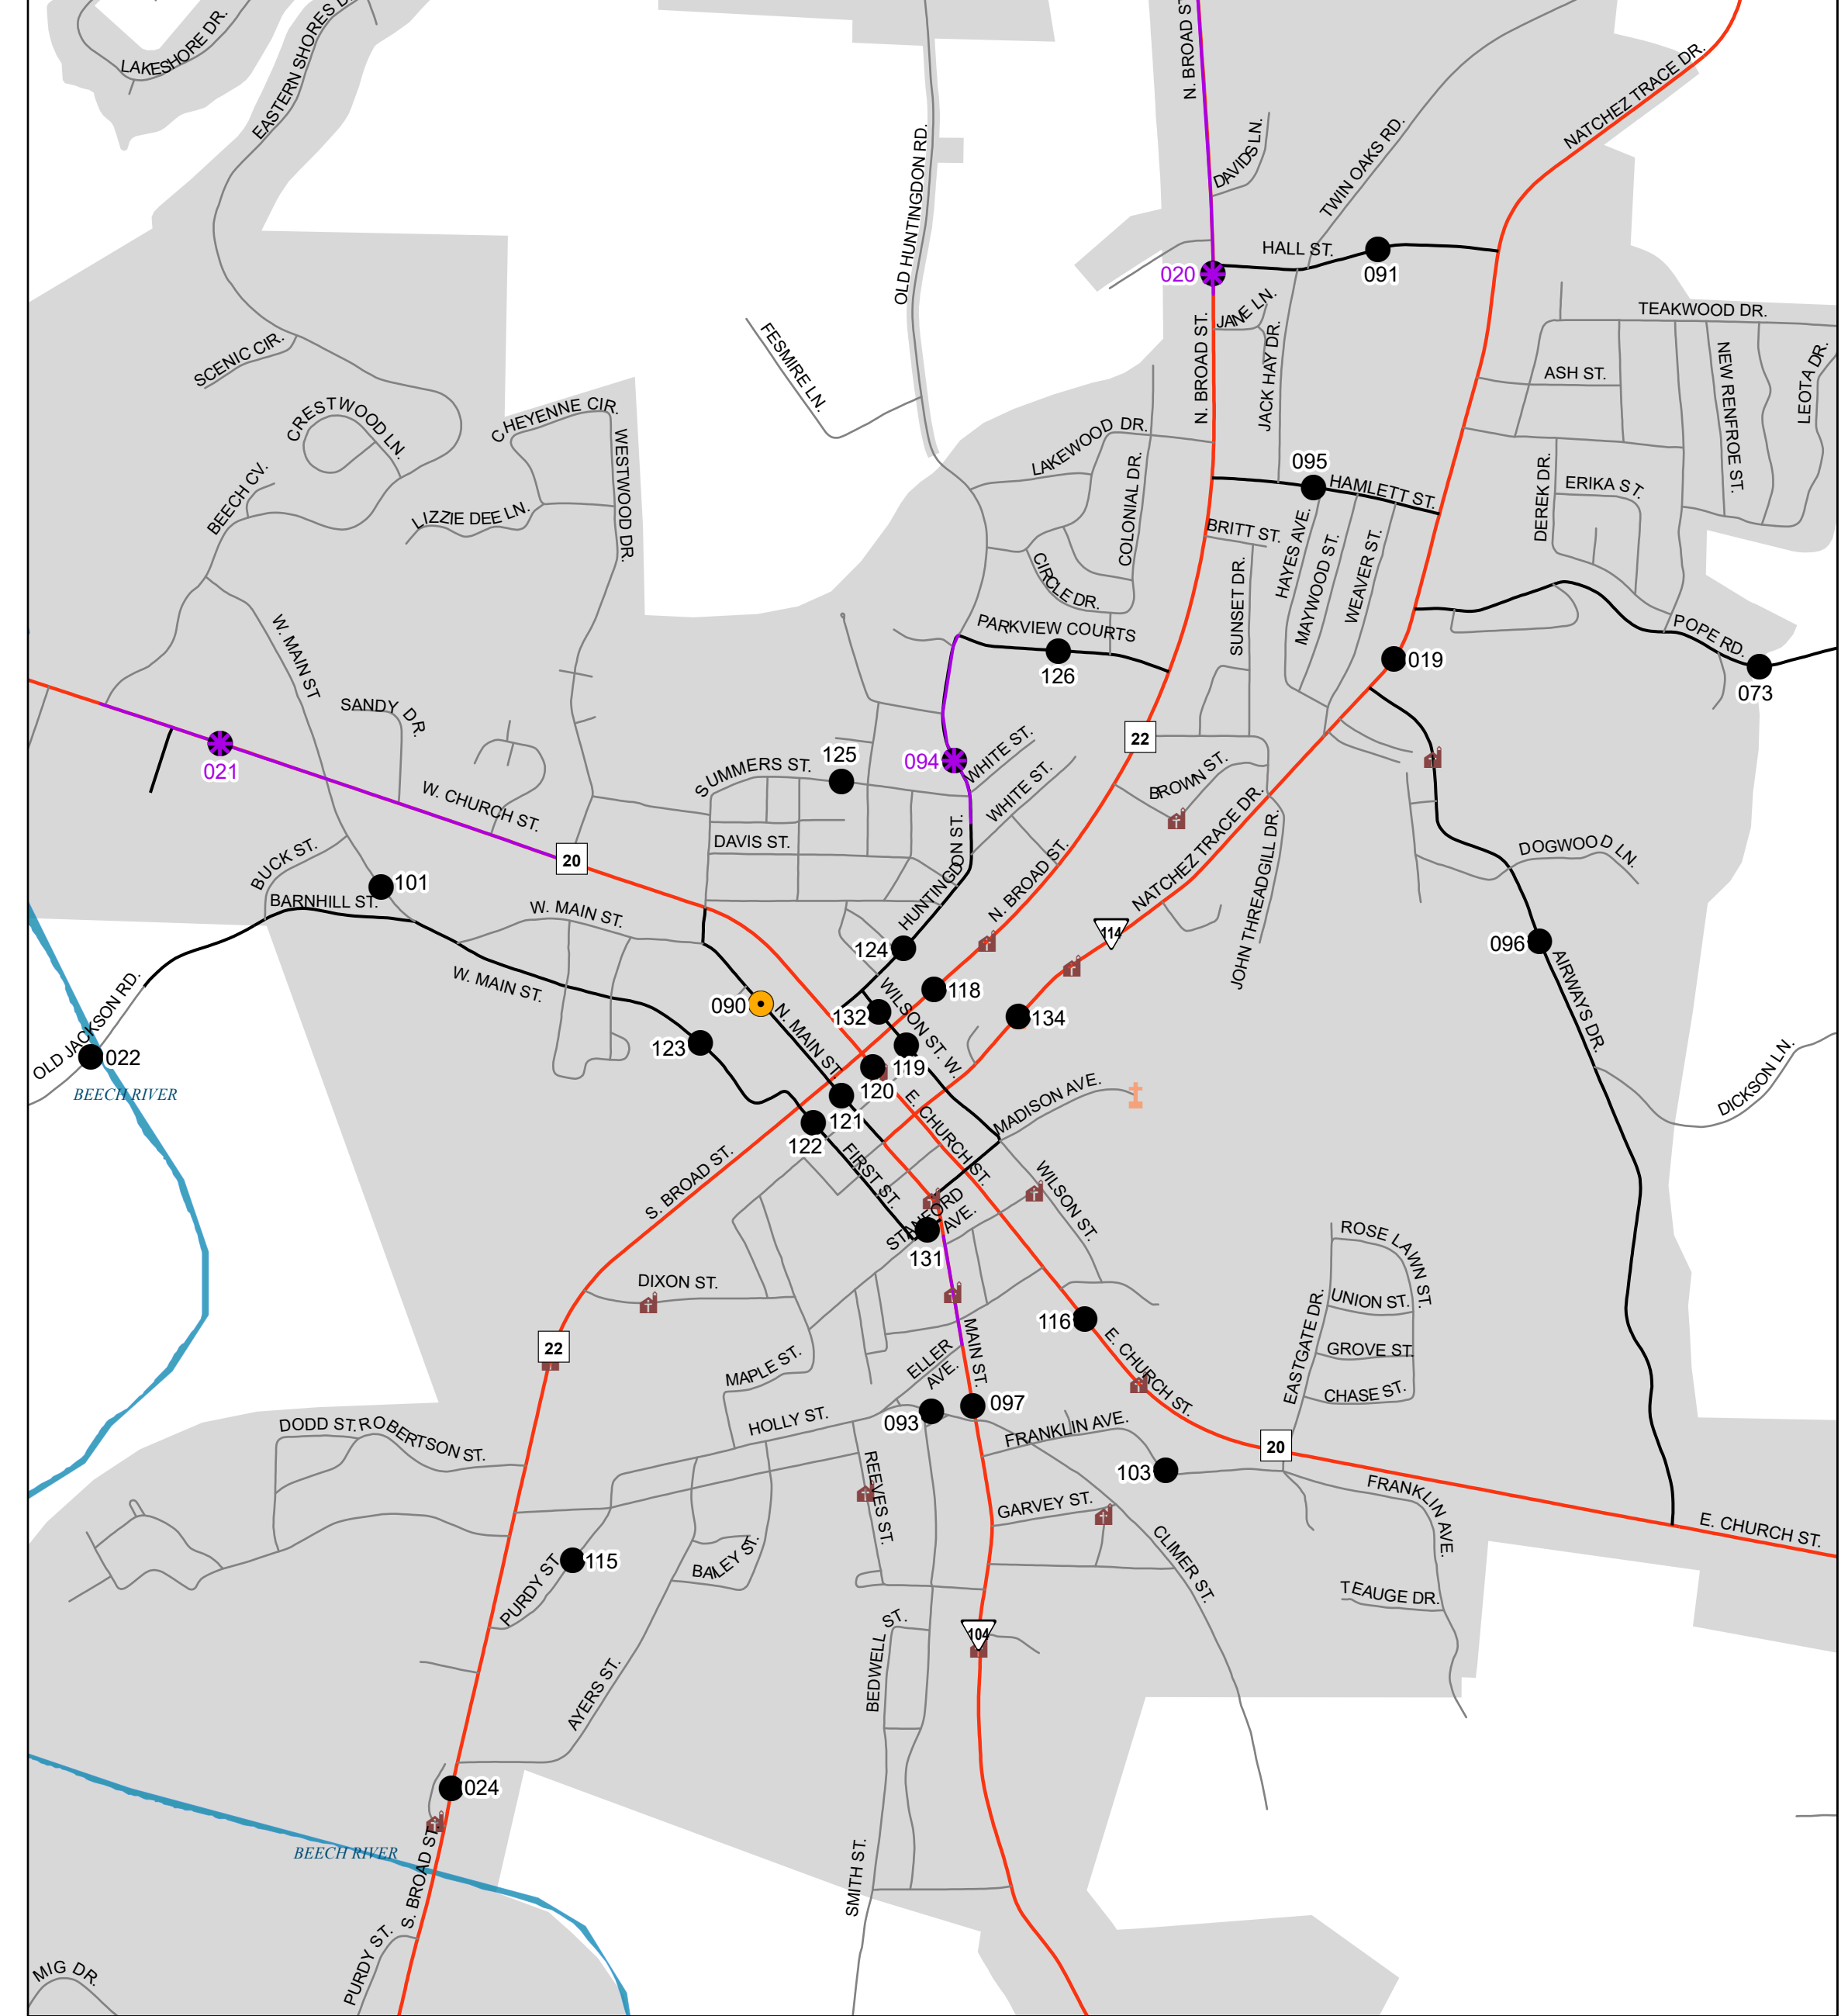 LAKESHORE DR.
EASTERN SHORES D
N. BROAD S
NATCHEZ TRACE DR.
DAVIDS LN.
TWIN OAKS RD.
OLD HUNTINGDON RD.
HALL ST.
020
091
JANE LN.
TEAKWOOD DR.
N. BROAD ST.
JACK HAY DR.
SCENIC CIR.
FESMIRE LN.
ASH ST.
NEW RENFROE ST.
LEOTA DR.
CRESTWOOD LN.
CHEYENNE CIR.
WESTWOOD DR.
LAKEWOOD DR.
COLONIAL DR.
095
HAMLETT ST.
DEREK DR.
ERIKA ST.
BEECH CV.
LIZZIE DEE LN.
BRITT ST.
HAYES AVE.
MAYWOOD ST.
WEAVER ST.
SUNSET DR.
CIRCLE DR.
PARKVIEW COURTS
126
W. MAIN ST
POPE RD.
019
073
SANDY DR.
021
22
125
SUMMERS ST.
094
WHITE ST.
WHITE ST.
BROWN ST.
W. CHURCH ST.
20
DAVIS ST.
HUNTINGDON ST.
N. BROAD ST.
NATCHEZ TRACE DR.
JOHN THREADGILL DR.
DOGWOOD LN.
BUCK ST.
101
BARNHILL ST.
W. MAIN ST.
114
124
096
AIRWAYS DR.
W. MAIN ST.
OLD JACKSON RD.
022
BEECH RIVER
090
N. MAIN ST.
132
WILSON ST. W.
118
134
123
119
120
121
122
E. CHURCH ST.
MADISON AVE.
DICKSON LN.
FIRST ST.
S. BROAD ST.
STANFORD
AVE.
WILSON ST.
131
ROSE LAWN ST.
DIXON ST.
UNION ST.
EASTGATE DR.
116
22
MAIN ST.
E. CHURCH ST.
GROVE ST.
CHASE ST.
MAPLE ST.
ELLER
AVE.
097
093
HOLLY ST.
DODD ST.
ROBERTSON ST.
FRANKLIN AVE.
20
103
REEVES ST.
FRANKLIN AVE.
GARVEY ST.
E. CHURCH ST.
CLIMER ST.
115
PURDY ST.
BAILEY ST.
TEAUGE DR.
BEDWELL ST.
104
AYERS ST.
024
BEECH RIVER
S. BROAD ST.
SMITH ST.
PURDY ST.
MIG DR.